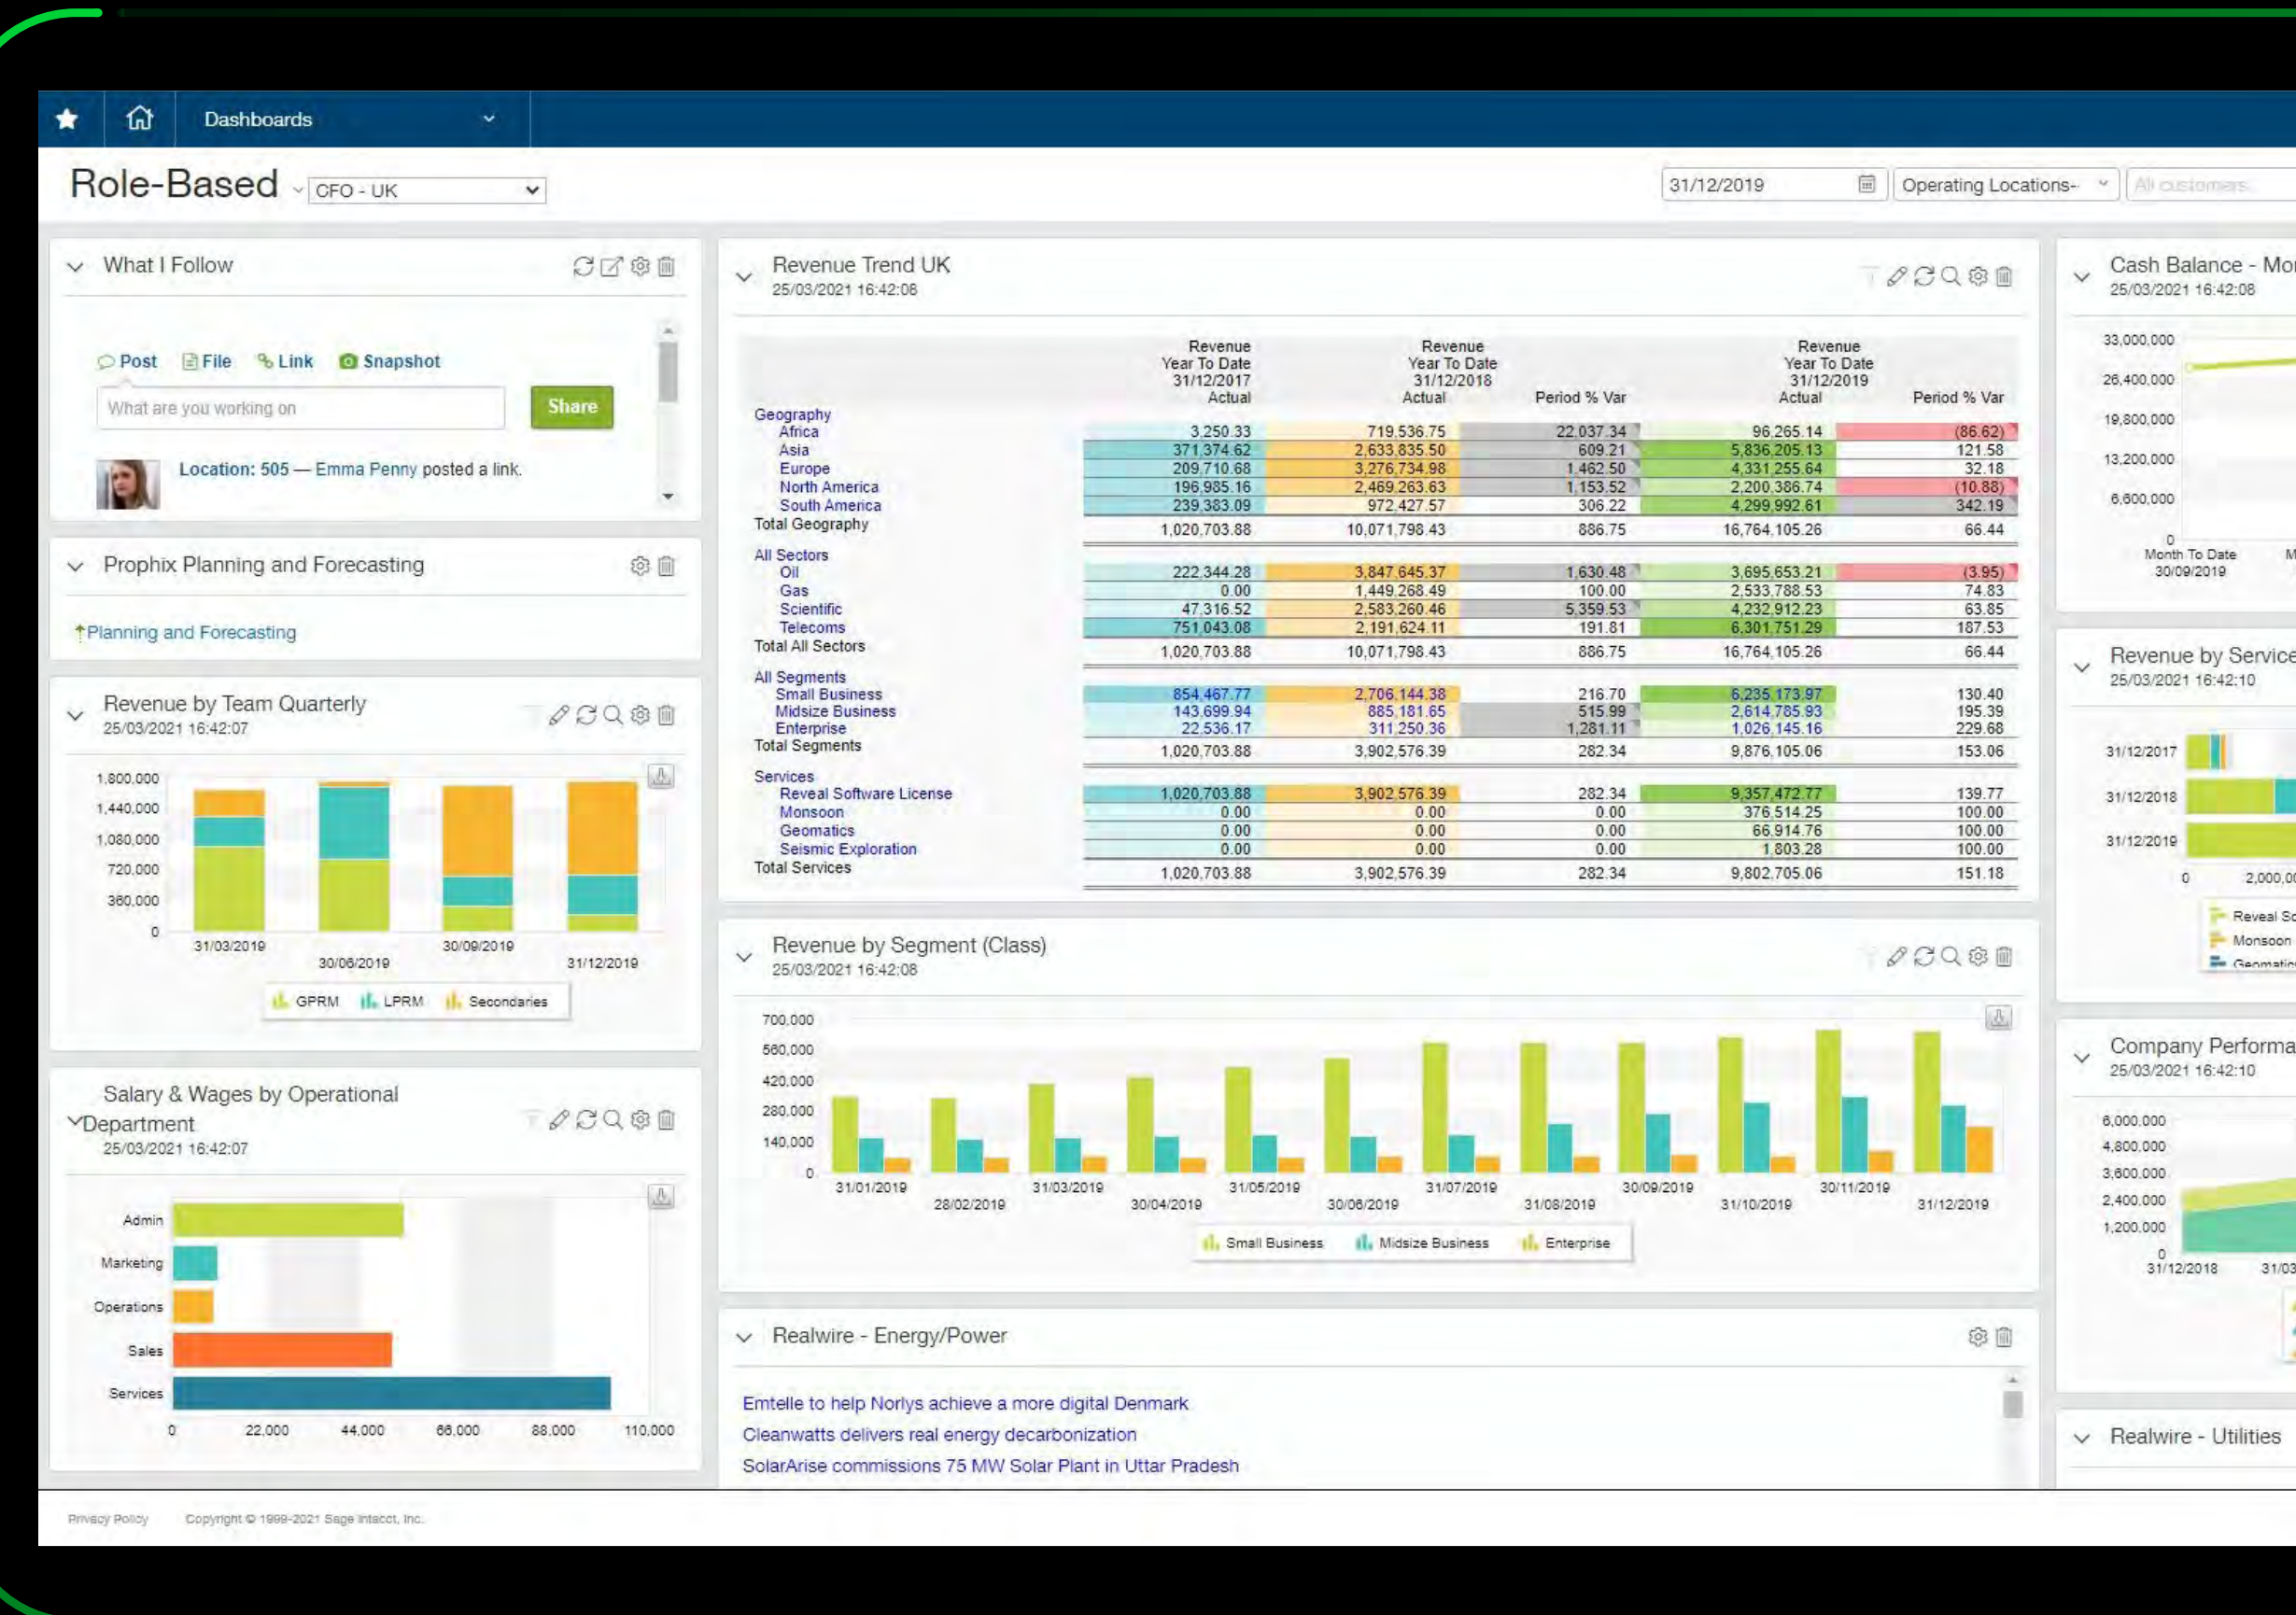 Dashboards
Role-Based
CFO - UK
31/12/2019
Operating Locations-
All customers
What I Follow
Post File Link Snapshot
What are you working on
Share
Location: 505 — Emma Penny posted a link.
Prophix Planning and Forecasting
Planning and Forecasting
Revenue by Team Quarterly
25/03/2021 16:42:07
1,800,000
1,440,000
1,080,000
720,000
360,000
0
31/03/2019
30/06/2019
30/09/2019
31/12/2019
GPRM LPRM Secondaries
Salary & Wages by Operational
Department
25/03/2021 16:42:07
Admin
Marketing
Operations
Sales
Services
0 22,000 44,000 66,000 88,000 110,000
Revenue Trend UK
25/03/2021 16:42:08
Revenue Revenue Revenue
Year To Date Year To Date Year To Date
31/12/2017 31/12/2018 31/12/2019
Actual Actual Period % Var Actual Period % Var
Geography
Africa 3,250.33 719,536.75 22,037.34 96,265.14 (86.62)
Asia 371,374.62 2,633,835.50 609.21 5,836,205.13 121.58
Europe 209,710.68 3,276,734.98 1,462.50 4,331,255.64 32.18
North America 196,985.16 2,469,263.63 1,153.52 2,200,386.74 (10.88)
South America 239,383.09 972,427.57 306.22 4,299,992.61 342.19
Total Geography 1,020,703.88 10,071,798.43 886.75 16,764,105.26 66.44
All Sectors
Oil 222,344.28 3,847,645.37 1,630.48 3,695,653.21 (3.95)
Gas 0.00 1,449,268.49 100.00 2,533,788.53 74.83
Scientific 47,316.52 2,583,260.46 5,359.53 4,232,912.23 63.85
Telecoms 751,043.08 2,191,624.11 191.81 6,301,751.29 187.53
Total All Sectors 1,020,703.88 10,071,798.43 886.75 16,764,105.26 66.44
All Segments
Small Business 854,467.77 2,706,144.38 216.70 6,235,173.97 130.40
Midsize Business 143,699.94 885,181.65 515.99 2,614,785.93 195.39
Enterprise 22,536.17 311,250.36 1,281.11 1,026,145.16 229.68
Total Segments 1,020,703.88 3,902,576.39 282.34 9,876,105.06 153.06
Services
Reveal Software License 1,020,703.88 3,902,576.39 282.34 9,357,472.77 139.77
Monsoon 0.00 0.00 0.00 376,514.25 100.00
Geomatics 0.00 0.00 0.00 66,914.76 100.00
Seismic Exploration 0.00 0.00 0.00 1,803.28 100.00
Total Services 1,020,703.88 3,902,576.39 282.34 9,802,705.06 151.18
Revenue by Segment (Class)
25/03/2021 16:42:08
700,000
560,000
420,000
280,000
140,000
0
31/01/2019 31/03/2019 31/05/2019 31/07/2019 30/09/2019 30/11/2019
28/02/2019 30/04/2019 30/06/2019 31/08/2019 31/10/2019 31/12/2019
Small Business Midsize Business Enterprise
Realwire - Energy/Power
Emtelle to help Norlys achieve a more digital Denmark
Cleanwatts delivers real energy decarbonization
SolarArise commissions 75 MW Solar Plant in Uttar Pradesh
Cash Balance - Mon
25/03/2021 16:42:08
33,000,000
26,400,000
19,800,000
13,200,000
6,600,000
0
Month To Date M
30/09/2019
Revenue by Service
25/03/2021 16:42:10
31/12/2017
31/12/2018
31/12/2019
0 2,000,00
Reveal So
Monsoon
Geomatics
Company Performa
25/03/2021 16:42:10
6,000,000
4,800,000
3,600,000
2,400,000
1,200,000
0
31/12/2018 31/03
Realwire - Utilities
Privacy Policy Copyright © 1999-2021 Sage Intacct, Inc.